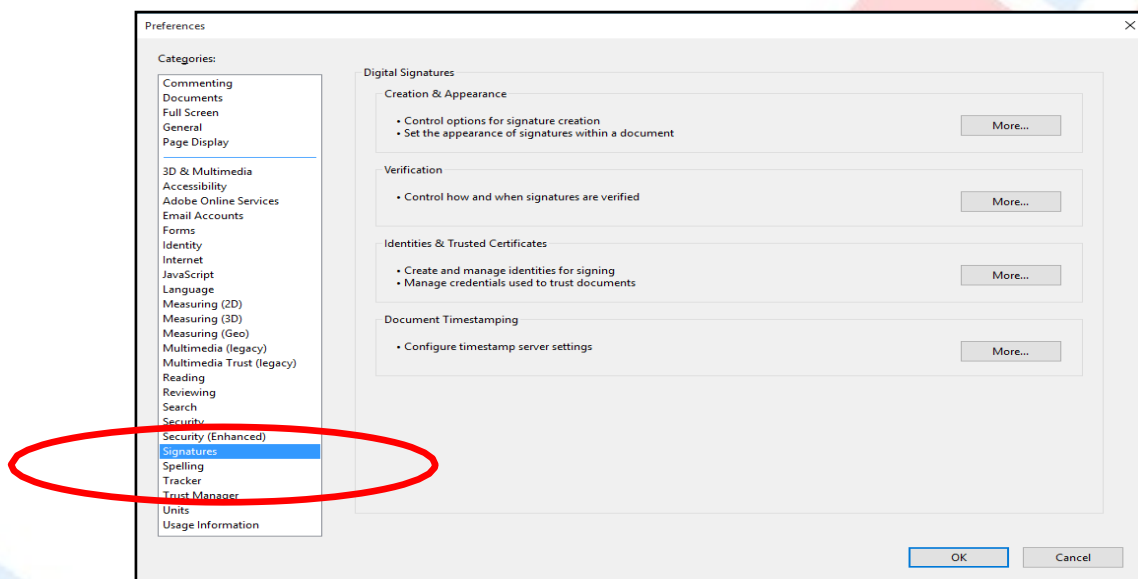 Preferences
Categories:
Commenting
Documents
Full Screen
General
Page Display
3D & Multimedia
Accessibility
Adobe Online Services
Email Accounts
Forms
Identity
Internet
JavaScript
Language
Measuring (2D)
Measuring (3D)
Measuring (Geo)
Multimedia (legacy)
Multimedia Trust (legacy)
Reading
Reviewing
Search
Security
Security (Enhanced)
Signatures
Spelling
Tracker
Trust Manager
Units
Usage Information
Digital Signatures
Creation & Appearance
• Control options for signature creation
• Set the appearance of signatures within a document
More...
Verification
• Control how and when signatures are verified
More...
Identities & Trusted Certificates
• Create and manage identities for signing
• Manage credentials used to trust documents
More...
Document Timestamping
• Configure timestamp server settings
More...
OK
Cancel